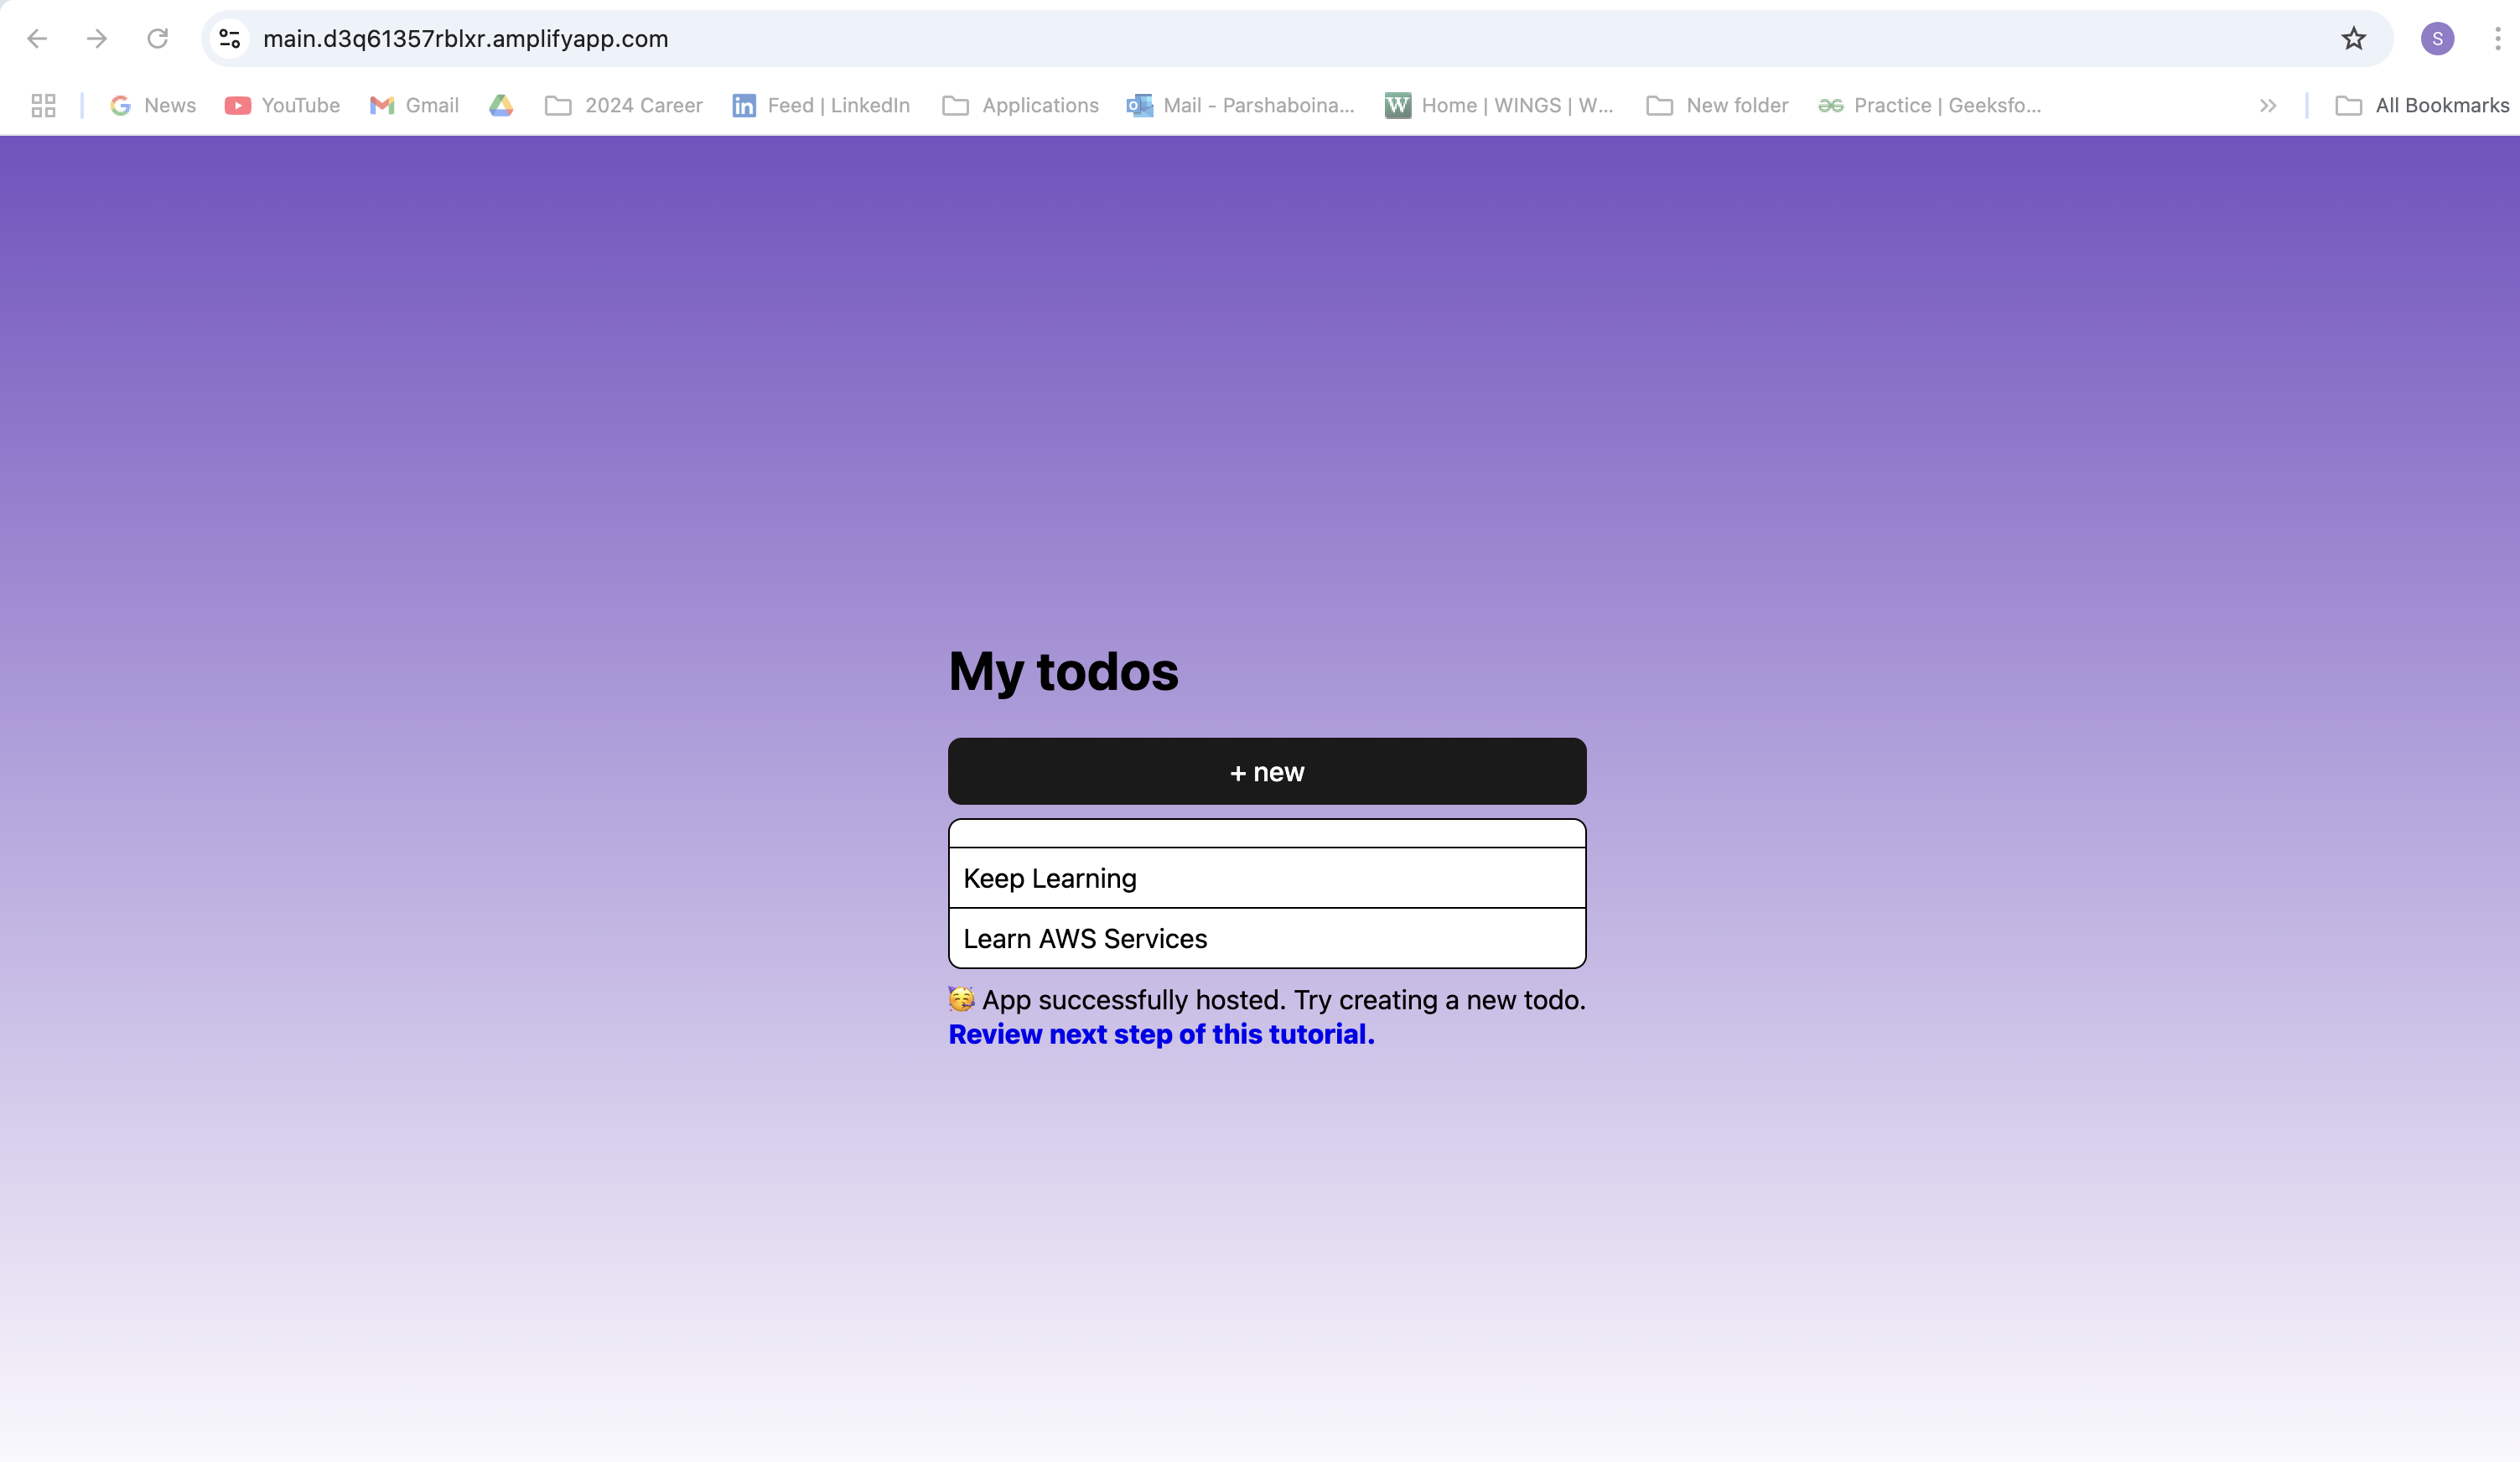 main.d3q61357rblxr.amplifyapp.com
S
News YouTube Gmail 2024 Career Feed | LinkedIn Applications Mail - Parshaboina... Home | WINGS | W... New folder Practice | Geeksfo... All Bookmarks
My todos
+ new
Keep Learning
Learn AWS Services
🥳 App successfully hosted. Try creating a new todo.
Review next step of this tutorial.